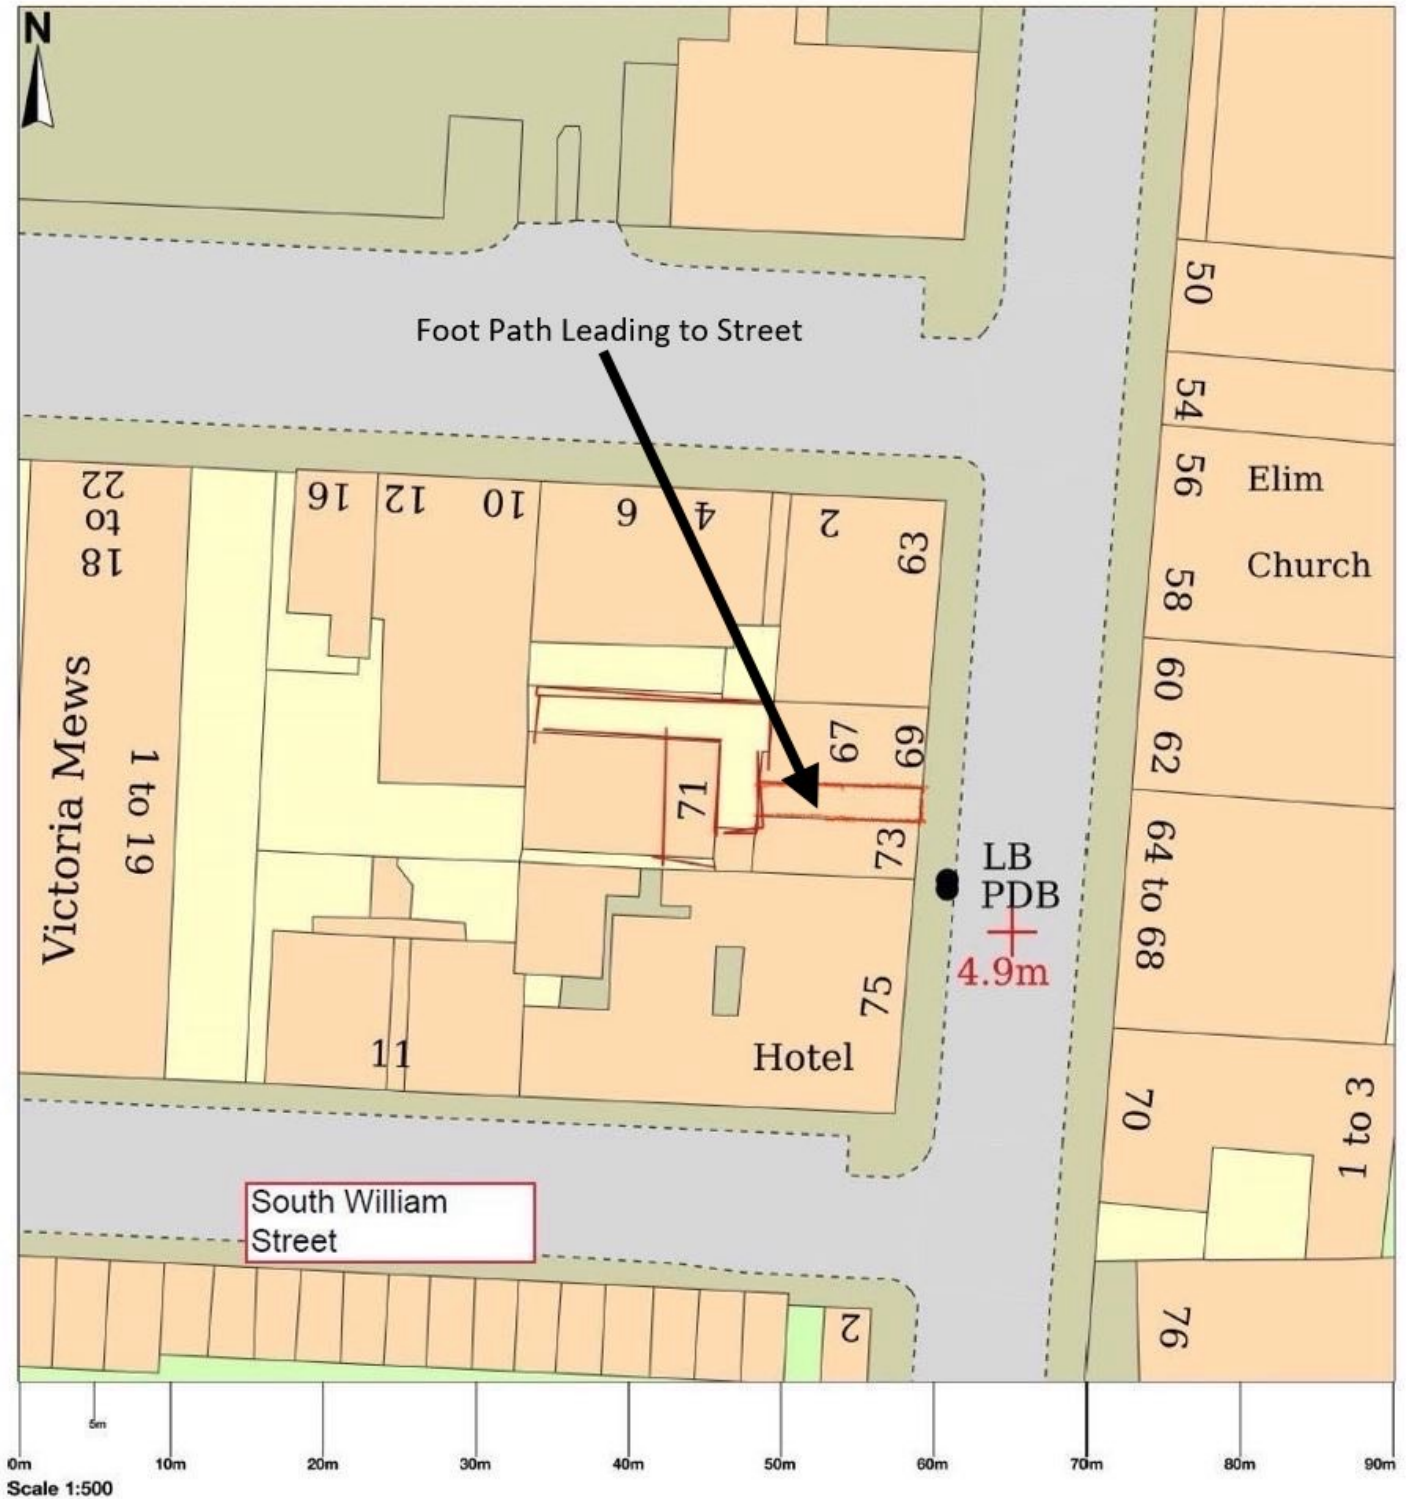 N
50
Foot Path Leading to Street
54
22
to
18
16
12
10
6
4
2
63
56
Elim
58
Church
60
62
Victoria Mews
1 to 19
67
69
71
73
64 to 68
LB
PDB
4.9m
75
Hotel
11
70
1 to 3
South William
Street
2
76
5m
0m
10m
20m
30m
40m
50m
60m
70m
80m
90m
Scale 1:500